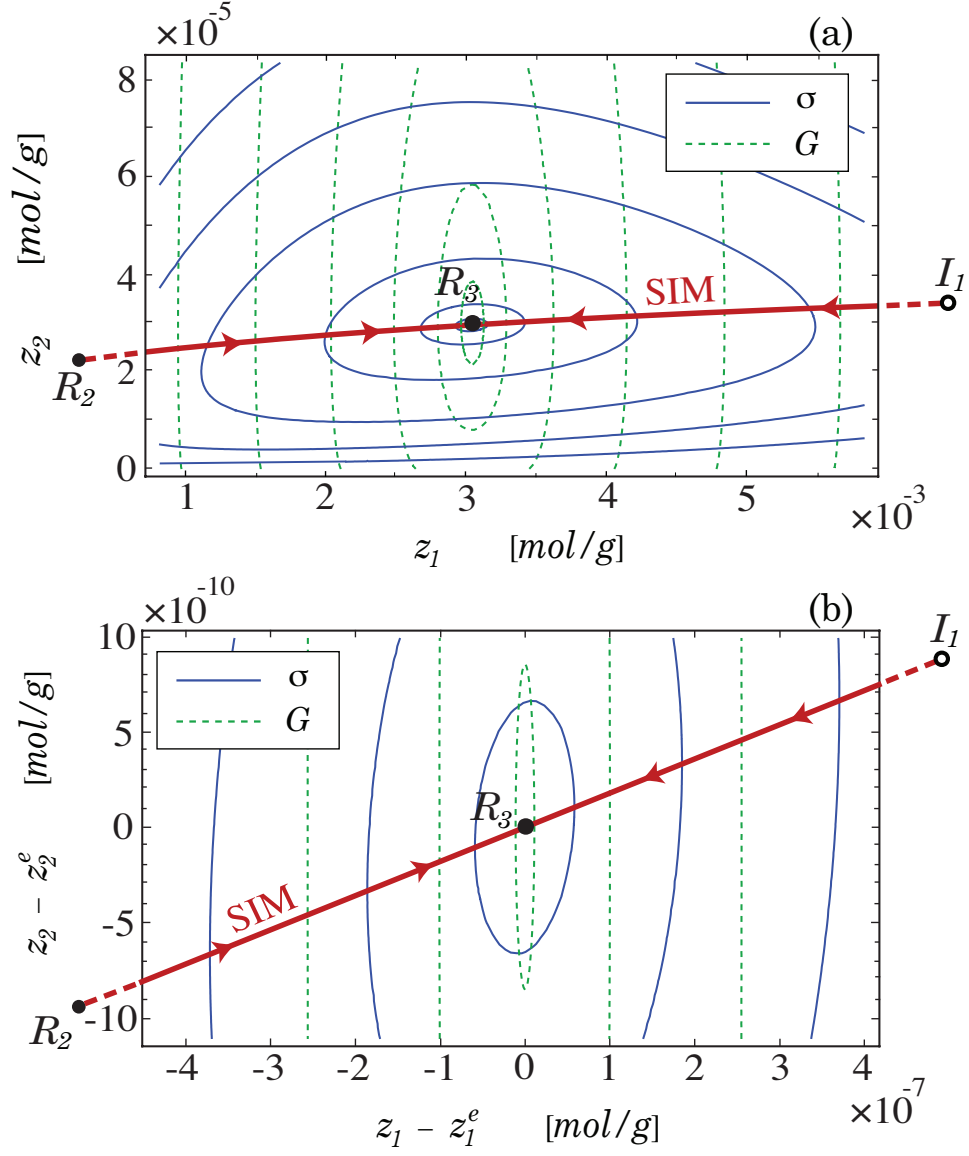 ×10⁻⁵
(a)
σ
G
8
6
4
2
0
z₂ [mol/g]
R₃
SIM
I₁
R₂
1
2
3
4
5
×10⁻³
z₁ [mol/g]
×10⁻¹⁰
(b)
I₁
σ
G
10
5
0
-5
-10
z₂ – z₂ᵉ [mol/g]
R₃
SIM
R₂
-4
-3
-2
-1
0
1
2
3
4
×10⁻⁷
z₁ – z₁ᵉ [mol/g]